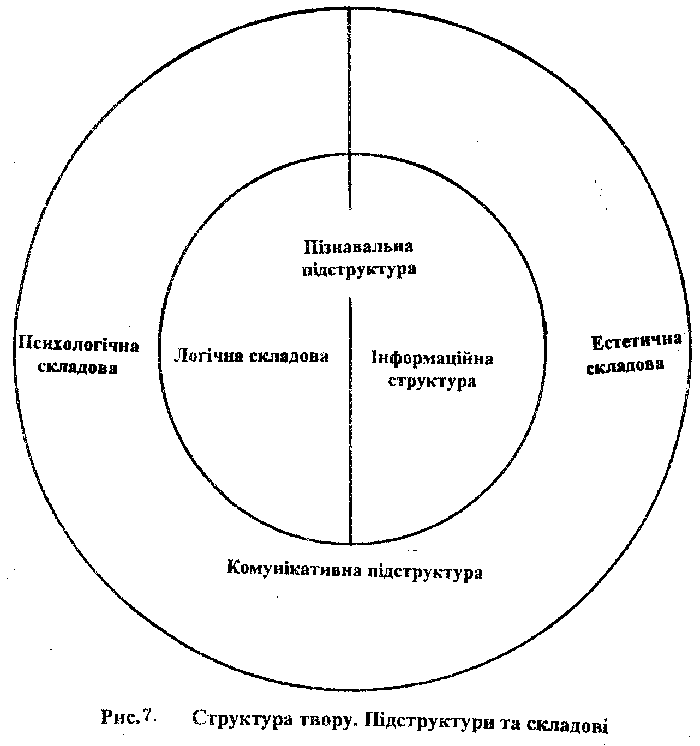 Пізнавальна
підструктура
Психологічна
складова
Логічна складова
Інформаційна
структура
Естетична
складова
Комунікативна підструктура
Рис.7. Структура твору. Підструктури та складові